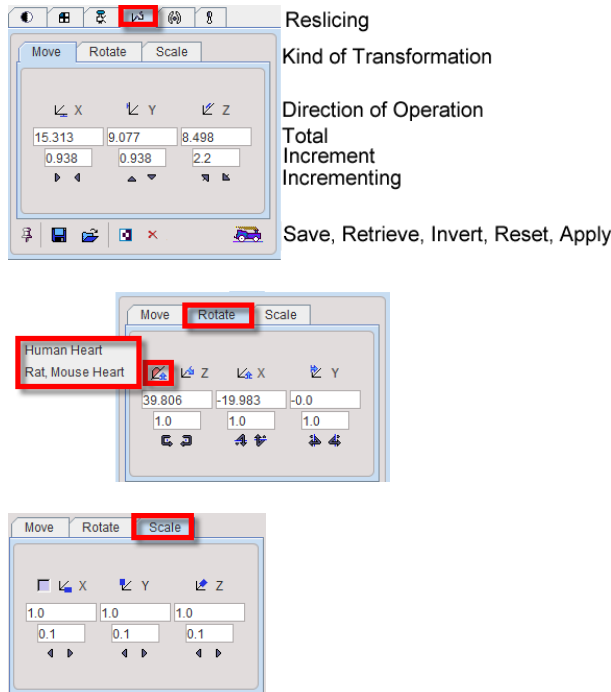 Reslicing
Move Rotate Scale
Kind of Transformation
X Y Z
Direction of Operation
15.313 9.077 8.498
Total
0.938 0.938 2.2
Increment
Incrementing
Save, Retrieve, Invert, Reset, Apply
Move Rotate Scale
Human Heart
Rat, Mouse Heart
Z X Y
39.806 -19.983 -0.0
1.0 1.0 1.0
Move Rotate Scale
X Y Z
1.0 1.0 1.0
0.1 0.1 0.1